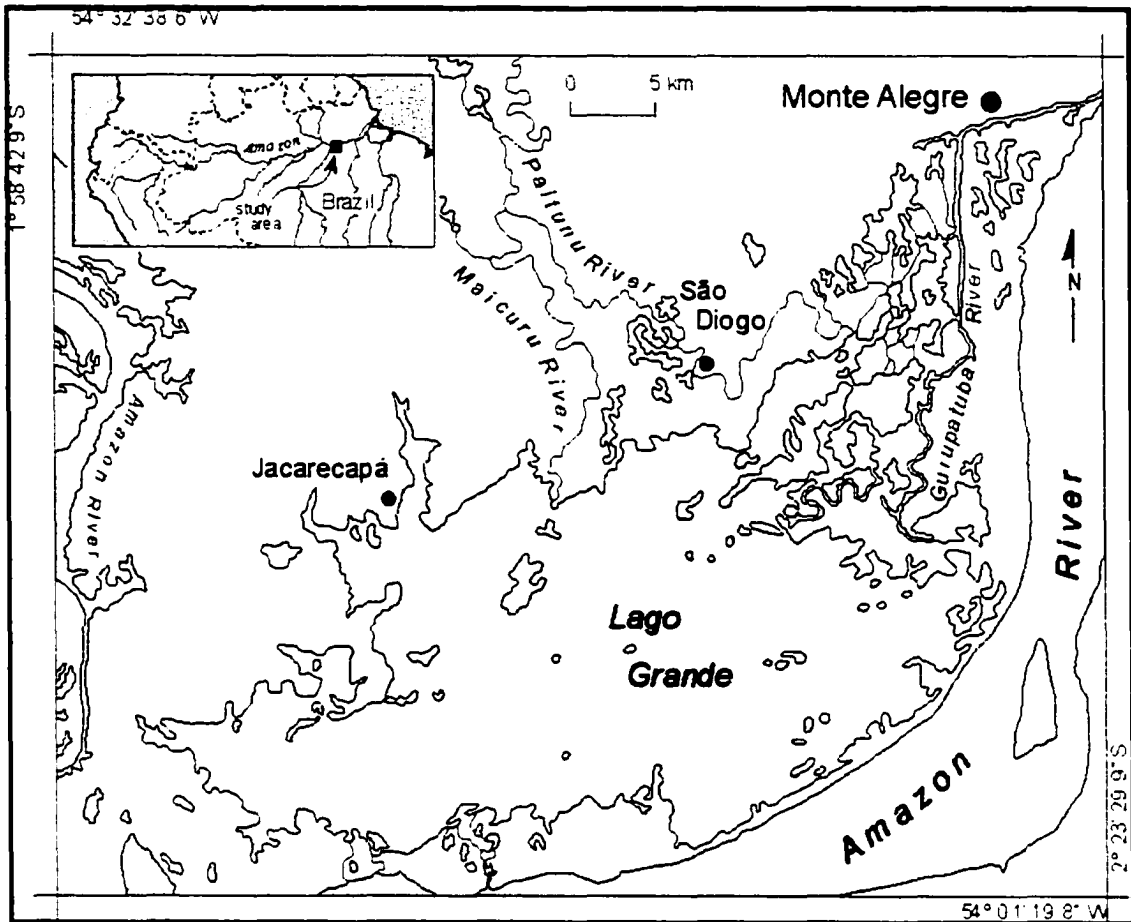 54° 32' 38 6" W
1° 58' 42 9" S
0 5 km
Monte Alegre
Amazon
study
area
Brazil
Paitunu River
Maicuru River
São
Diogo
River
N
Amazon River
Jacarecapá
Gurupatuba
River
Lago
Grande
Amazon
2° 23' 29 9" S
54° 01' 19 8" W